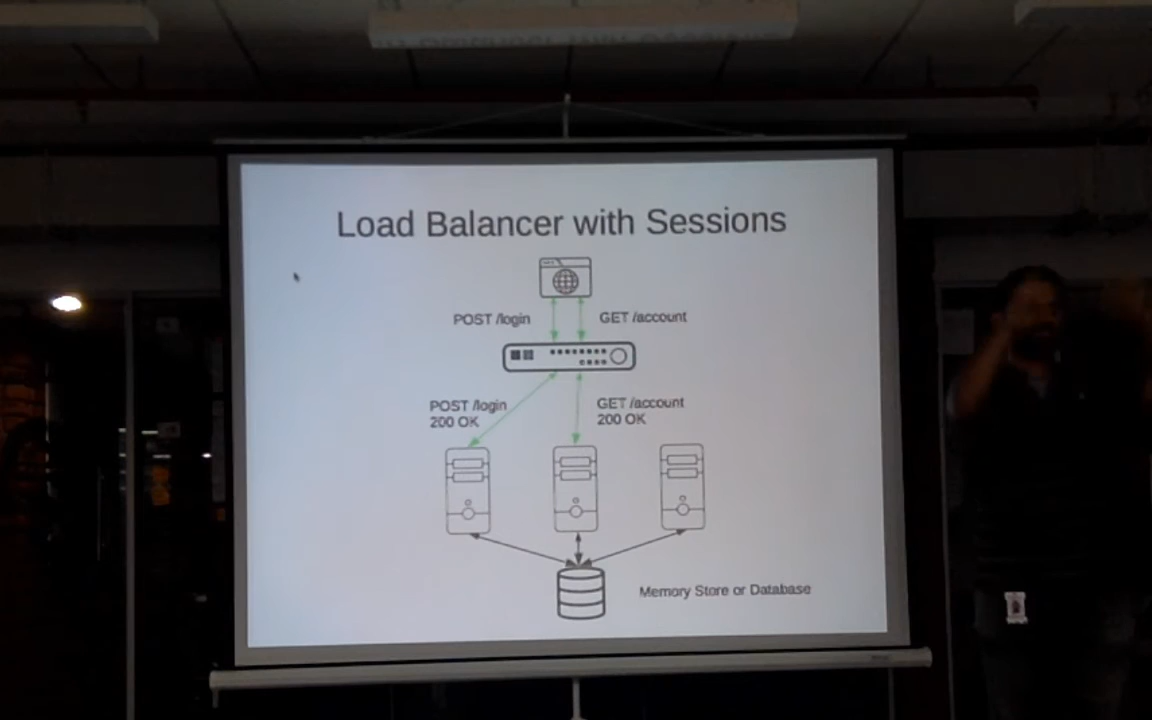 Load Balancer with Sessions
POST /login
GET /account
POST /login
200 OK
GET /account
200 OK
Memory Store or Database